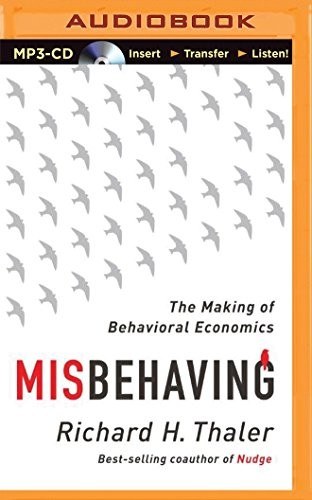 AUDIOBOOK
MP3-CD Insert ► Transfer ► Listen!
The Making of
Behavioral Economics
MISBEHAVING
Richard H. Thaler
Best-selling coauthor of Nudge